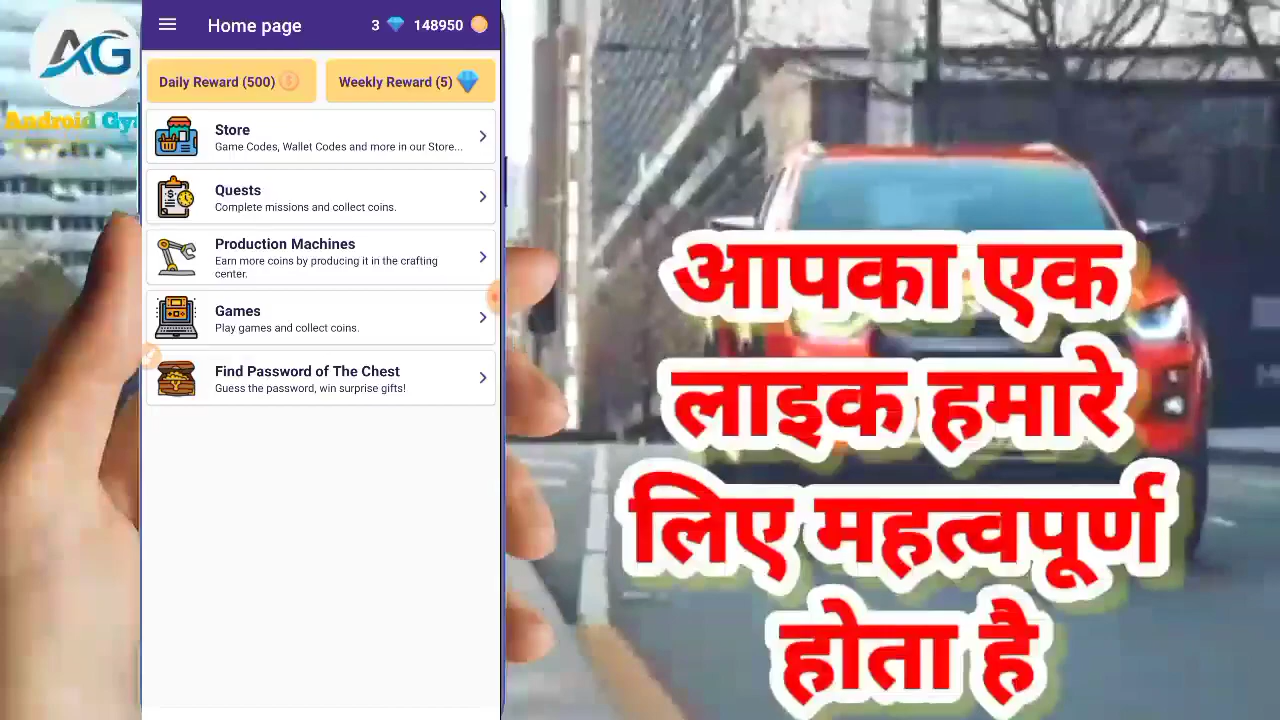 AG
Android Gy
Home page
3
148950
Daily Reward (500)
Weekly Reward (5)
Store
Game Codes, Wallet Codes and more in our Store...
Quests
Complete missions and collect coins.
Production Machines
Earn more coins by producing it in the crafting
center.
Games
Play games and collect coins.
Find Password of The Chest
Guess the password, win surprise gifts!
आपका एक
लाइक हमारे
लिए महत्वपूर्ण
होता है